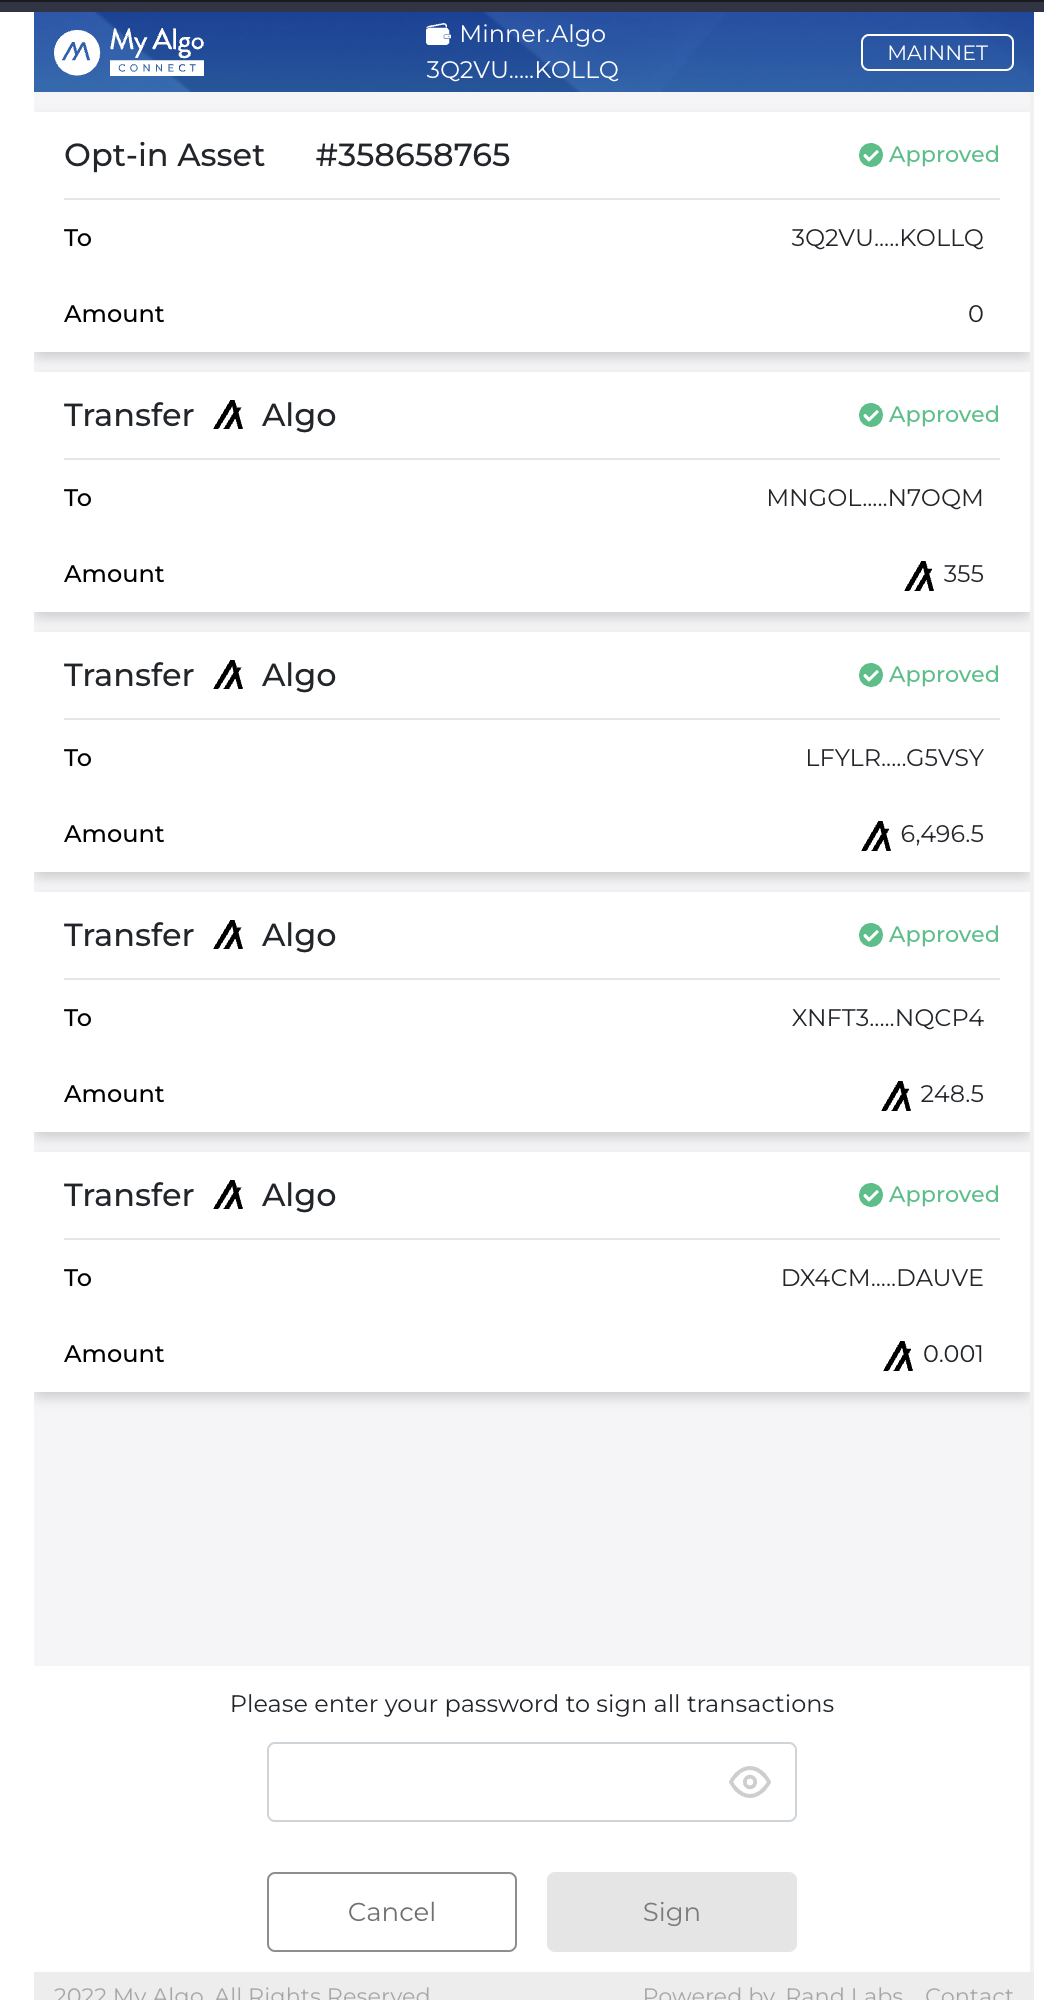 My Algo
CONNECT
Minner.Algo
3Q2VU.....KOLLQ
MAINNET
Opt-in Asset #358658765 Approved
To 3Q2VU.....KOLLQ
Amount 0
Transfer Algo Approved
To MNGOL.....N7OQM
Amount 355
Transfer Algo Approved
To LFYLR.....G5VSY
Amount 6,496.5
Transfer Algo Approved
To XNFT3.....NQCP4
Amount 248.5
Transfer Algo Approved
To DX4CM.....DAUVE
Amount 0.001
Please enter your password to sign all transactions
Cancel Sign
2022 My Algo. All Rights Reserved. Powered by Rand Labs Contact